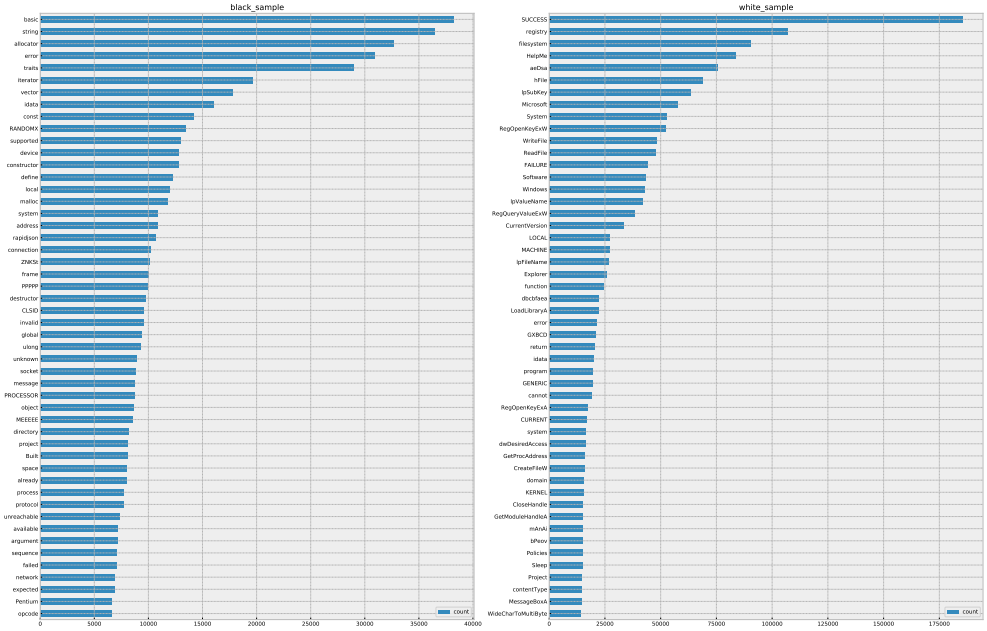 black_sample
basic
string
allocator
error
traits
iterator
vector
idata
const
RANDOMX
supported
device
constructor
define
local
malloc
system
address
rapidjson
connection
ZNKSt
frame
PPPPP
destructor
CLSID
invalid
global
ulong
unknown
socket
message
PROCESSOR
object
MEEEEE
directory
project
Built
space
already
process
protocol
unreachable
available
argument
sequence
failed
network
expected
Pentium
opcode
count
0 5000 10000 15000 20000 25000 30000 35000 40000
white_sample
SUCCESS
registry
filesystem
HelpMe
aeDsa
hFile
lpSubKey
Microsoft
System
RegOpenKeyExW
WriteFile
ReadFile
FAILURE
Software
Windows
lpValueName
RegQueryValueExW
CurrentVersion
LOCAL
MACHINE
lpFileName
Explorer
function
dbcbfaea
LoadLibraryA
error
GXBCD
return
idata
program
GENERIC
cannot
RegOpenKeyExA
CURRENT
system
dwDesiredAccess
GetProcAddress
CreateFileW
domain
KERNEL
CloseHandle
GetModuleHandleA
mAnAi
bPeov
Policies
Sleep
Project
contentType
MessageBoxA
WideCharToMultiByte
count
0 25000 50000 75000 100000 125000 150000 175000